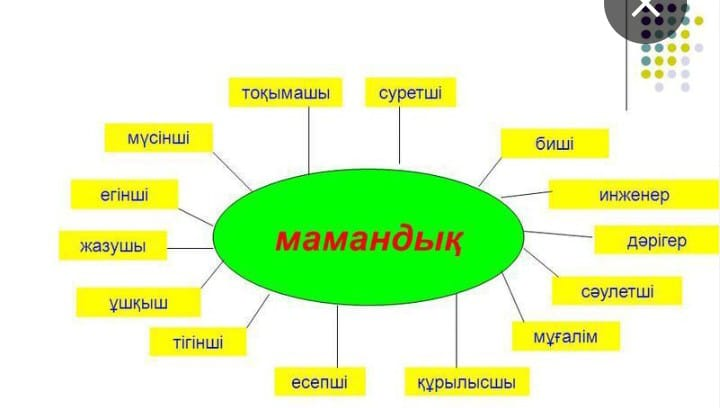 тоқымашы
суретші
мүсінші
биші
егінші
инженер
мамандық
жазушы
дәрігер
ұшқыш
сәулетші
тігінші
мұғалім
есепші
құрылысшы